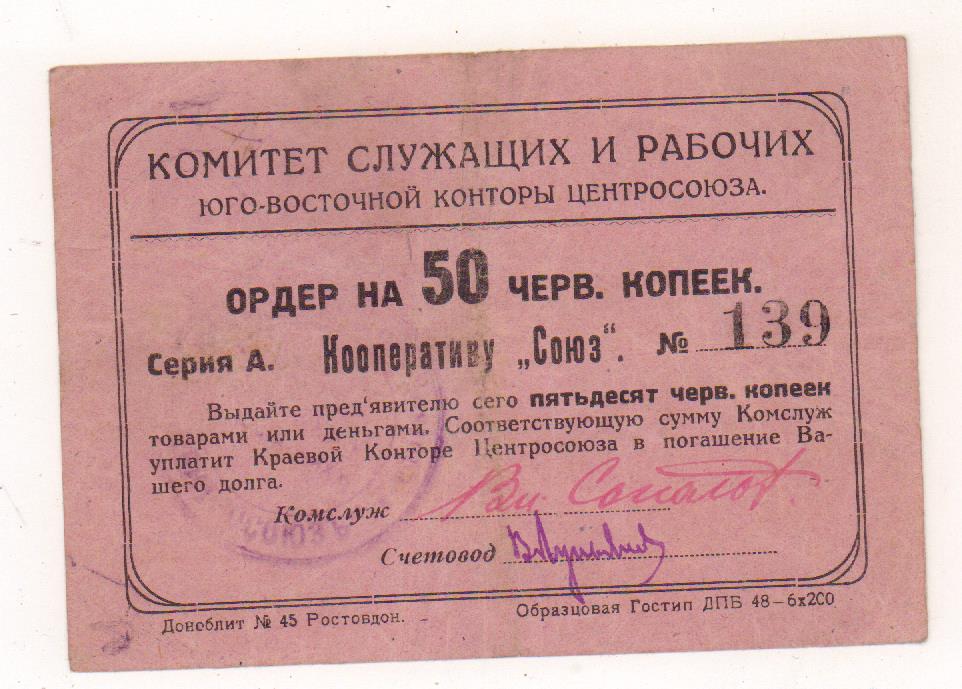 КОМИТЕТ СЛУЖАЩИХ И РАБОЧИХ
ЮГО-ВОСТОЧНОЙ КОНТОРЫ ЦЕНТРОСОЮЗА.
ОРДЕР НА 50 ЧЕРВ. КОПЕЕК.
Серия А. Кооперативу „Союз“. № 139
Выдайте пред'явителю сего пятьдесят черв. копеек
товарами или деньгами. Соответствующую сумму Комслуж
уплатит Краевой Конторе Центросоюза в погашение Ва-
шего долга.
Комслуж
Счетовод
Доноблит № 45 Ростовдон.
Образцовая Гостип ДПБ 48—6x200